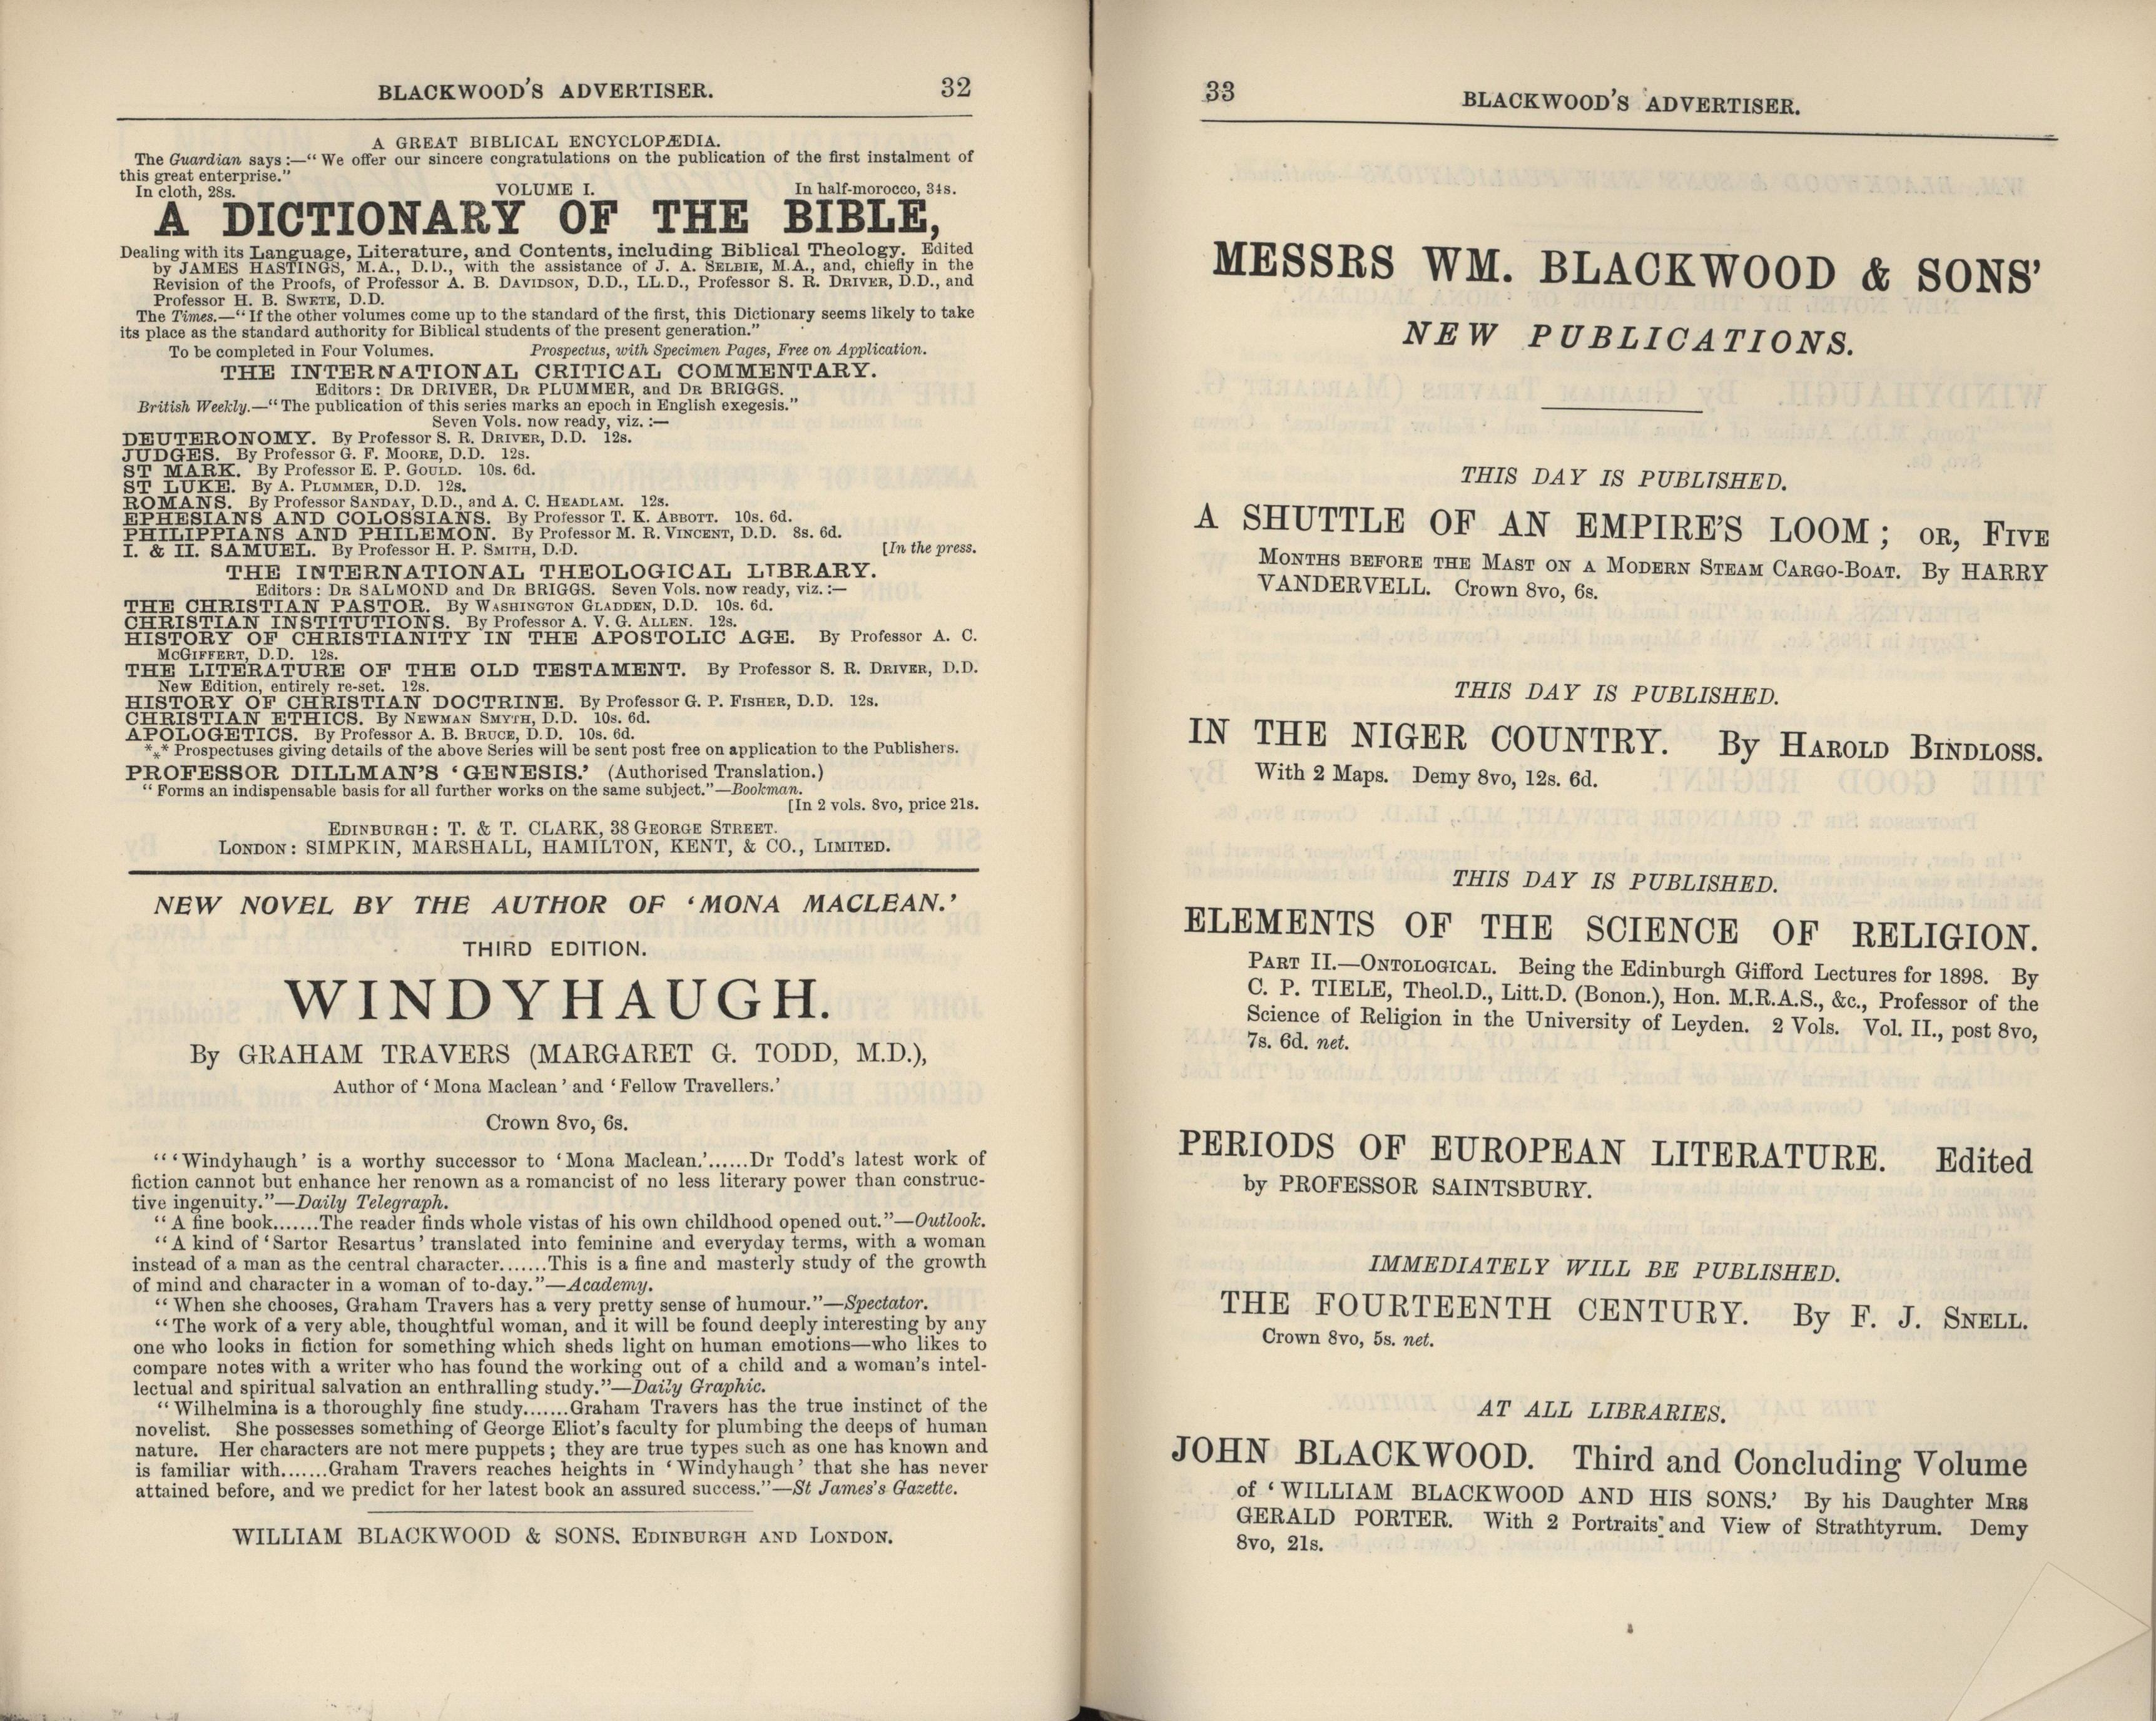 BLACKWOOD'S ADVERTISER. 32
A GREAT BIBLICAL ENCYCLOPÆDIA.
The Guardian says:—“We offer our sincere congratulations on the publication of the first instalment of
this great enterprise.”
In cloth, 28s. VOLUME I. In half-morocco, 34s.
A DICTIONARY OF THE BIBLE,
Dealing with its Language, Literature, and Contents, including Biblical Theology. Edited
by JAMES HASTINGS, M.A., D.D., with the assistance of J. A. SELBIE, M.A., and, chiefly in the
Revision of the Proofs, of Professor A. B. DAVIDSON, D.D., LL.D., Professor S. R. DRIVER, D.D., and
Professor H. B. SWETE, D.D.
The Times.—“If the other volumes come up to the standard of the first, this Dictionary seems likely to take
its place as the standard authority for Biblical students of the present generation.”
To be completed in Four Volumes. Prospectus, with Specimen Pages, Free on Application.
THE INTERNATIONAL CRITICAL COMMENTARY.
Editors: DR DRIVER, DR PLUMMER, and DR BRIGGS.
British Weekly.—“The publication of this series marks an epoch in English exegesis.”
Seven Vols. now ready, viz.:—
DEUTERONOMY. By Professor S. R. DRIVER, D.D. 12s.
JUDGES. By Professor G. F. MOORE, D.D. 12s.
ST MARK. By Professor E. P. GOULD. 10s. 6d.
ST LUKE. By A. PLUMMER, D.D. 12s.
ROMANS. By Professor SANDAY, D.D., and A. C. HEADLAM. 12s.
EPHESIANS AND COLOSSIANS. By Professor T. K. ABBOTT. 10s. 6d.
PHILIPPIANS AND PHILEMON. By Professor M. R. VINCENT, D.D. 8s. 6d.
I. & II. SAMUEL. By Professor H. P. SMITH, D.D. [In the press.
THE INTERNATIONAL THEOLOGICAL LIBRARY.
Editors: DR SALMOND and DR BRIGGS. Seven Vols. now ready, viz.:—
THE CHRISTIAN PASTOR. By WASHINGTON GLADDEN, D.D. 10s. 6d.
CHRISTIAN INSTITUTIONS. By Professor A. V. G. ALLEN. 12s.
HISTORY OF CHRISTIANITY IN THE APOSTOLIC AGE. By Professor A. C.
MCGIFFERT, D.D. 12s.
THE LITERATURE OF THE OLD TESTAMENT. By Professor S. R. DRIVER, D.D.
New Edition, entirely re-set. 12s.
HISTORY OF CHRISTIAN DOCTRINE. By Professor G. P. FISHER, D.D. 12s.
CHRISTIAN ETHICS. By NEWMAN SMYTH, D.D. 10s. 6d.
APOLOGETICS. By Professor A. B. BRUCE, D.D. 10s. 6d.
*** Prospectuses giving details of the above Series will be sent post free on application to the Publishers.
PROFESSOR DILLMAN'S ‘GENESIS.’ (Authorised Translation.)
“Forms an indispensable basis for all further works on the same subject.”—Bookman.
[In 2 vols. 8vo, price 21s.
EDINBURGH: T. & T. CLARK, 38 GEORGE STREET.
LONDON: SIMPKIN, MARSHALL, HAMILTON, KENT, & CO., LIMITED.
NEW NOVEL BY THE AUTHOR OF ‘MONA MACLEAN.’
THIRD EDITION.
WINDYHAUGH.
By GRAHAM TRAVERS (MARGARET G. TODD, M.D.),
Author of ‘Mona Maclean’ and ‘Fellow Travellers.’
Crown 8vo, 6s.
“‘Windyhaugh’ is a worthy successor to ‘Mona Maclean.’......Dr Todd's latest work of
fiction cannot but enhance her renown as a romancist of no less literary power than construc-
tive ingenuity.”—Daily Telegraph.
“A fine book.......The reader finds whole vistas of his own childhood opened out.”—Outlook.
“A kind of ‘Sartor Resartus’ translated into feminine and everyday terms, with a woman
instead of a man as the central character.......This is a fine and masterly study of the growth
of mind and character in a woman of to-day.”—Academy.
“When she chooses, Graham Travers has a very pretty sense of humour.”—Spectator.
“The work of a very able, thoughtful woman, and it will be found deeply interesting by any
one who looks in fiction for something which sheds light on human emotions—who likes to
compare notes with a writer who has found the working out of a child and a woman's intel-
lectual and spiritual salvation an enthralling study.”—Daily Graphic.
“Wilhelmina is a thoroughly fine study.......Graham Travers has the true instinct of the
novelist. She possesses something of George Eliot's faculty for plumbing the deeps of human
nature. Her characters are not mere puppets; they are true types such as one has known and
is familiar with.......Graham Travers reaches heights in ‘Windyhaugh’ that she has never
attained before, and we predict for her latest book an assured success.”—St James's Gazette.
WILLIAM BLACKWOOD & SONS, EDINBURGH AND LONDON.
33 BLACKWOOD'S ADVERTISER.
MESSRS WM. BLACKWOOD & SONS'
NEW PUBLICATIONS.
THIS DAY IS PUBLISHED.
A SHUTTLE OF AN EMPIRE'S LOOM; OR, FIVE
MONTHS BEFORE THE MAST ON A MODERN STEAM CARGO-BOAT. By HARRY
VANDERVELL. Crown 8vo, 6s.
THIS DAY IS PUBLISHED.
IN THE NIGER COUNTRY. By HAROLD BINDLOSS.
With 2 Maps. Demy 8vo, 12s. 6d.
THIS DAY IS PUBLISHED.
ELEMENTS OF THE SCIENCE OF RELIGION.
PART II.—ONTOLOGICAL. Being the Edinburgh Gifford Lectures for 1898. By
C. P. TIELE, Theol.D., Litt.D. (Bonon.), Hon. M.R.A.S., &c., Professor of the
Science of Religion in the University of Leyden. 2 Vols. Vol. II., post 8vo,
7s. 6d. net.
PERIODS OF EUROPEAN LITERATURE. Edited
by PROFESSOR SAINTSBURY.
IMMEDIATELY WILL BE PUBLISHED.
THE FOURTEENTH CENTURY. By F. J. SNELL.
Crown 8vo, 5s. net.
AT ALL LIBRARIES.
JOHN BLACKWOOD. Third and Concluding Volume
of ‘WILLIAM BLACKWOOD AND HIS SONS.’ By his Daughter MRS
GERALD PORTER. With 2 Portraits and View of Strathtyrum. Demy
8vo, 21s.